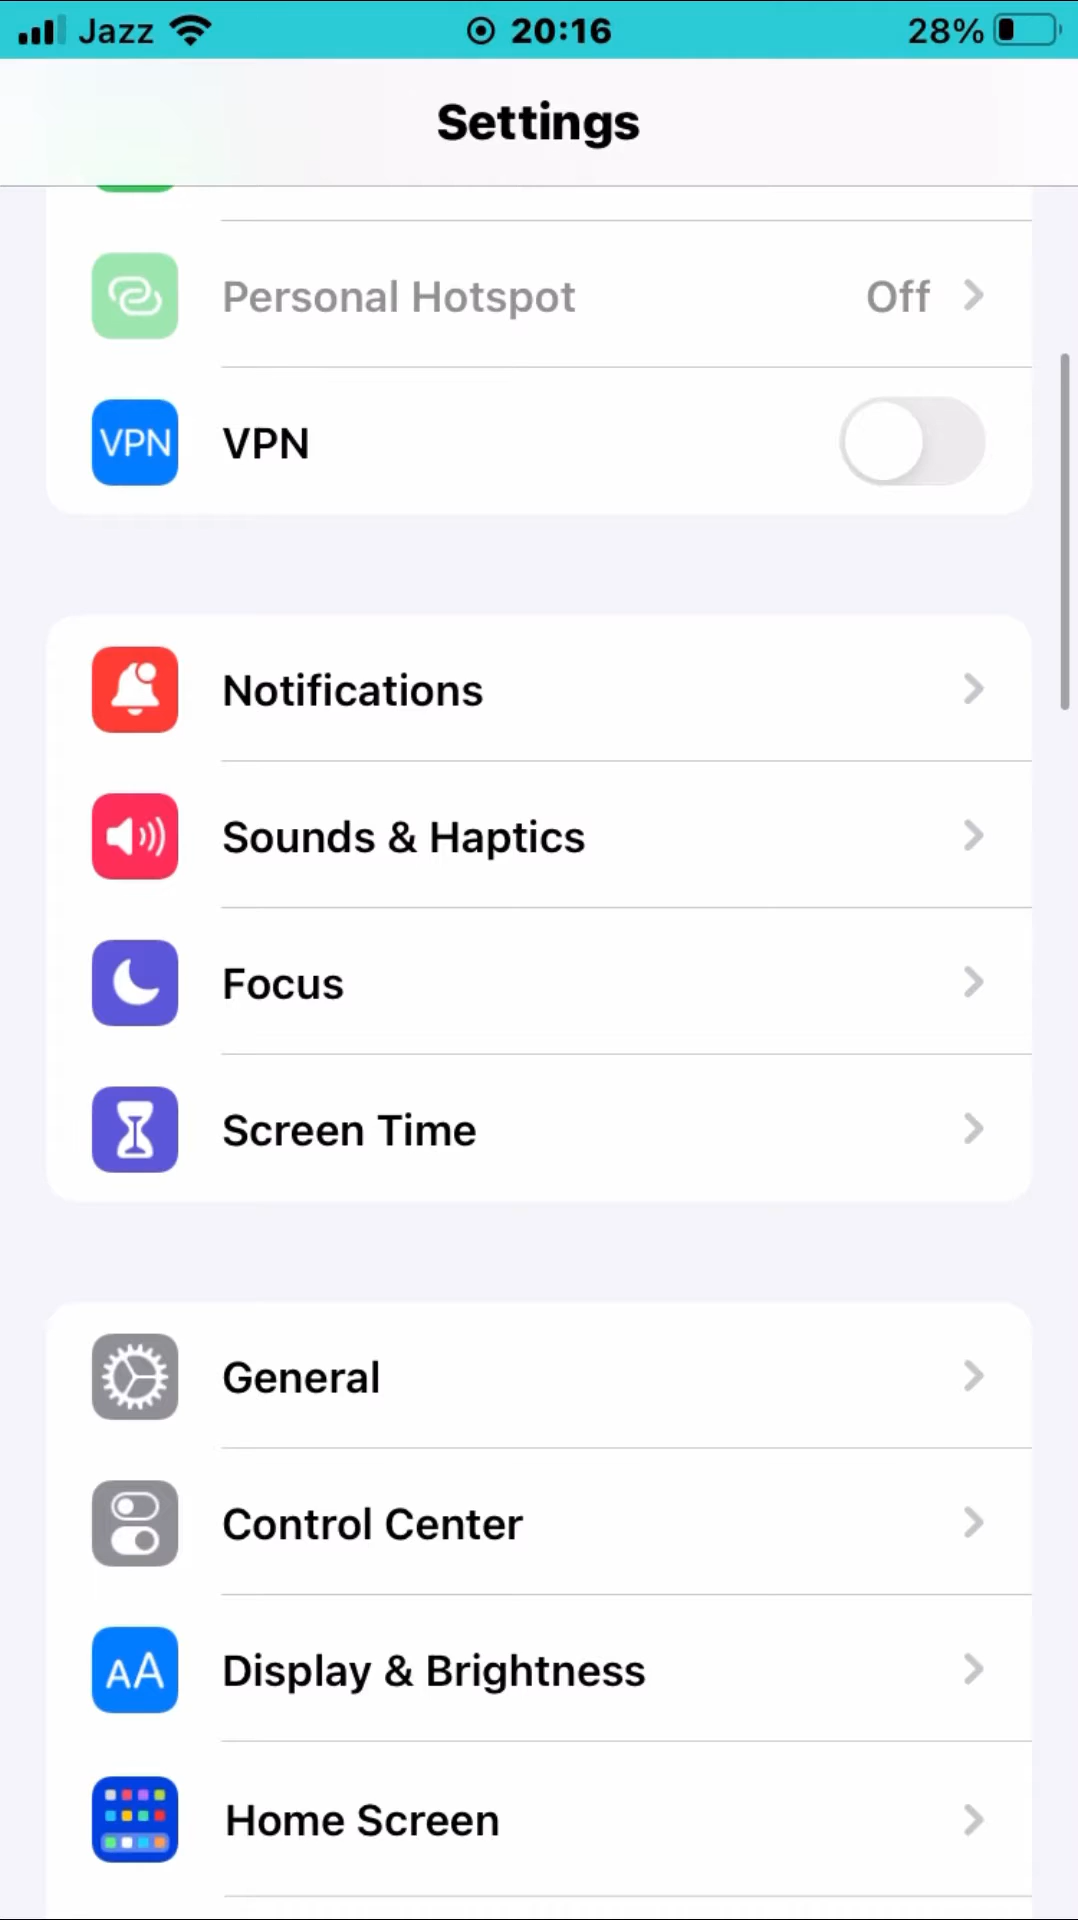 Jazz 20:16 28%
Settings
Personal Hotspot Off
VPN VPN
Notifications
Sounds & Haptics
Focus
Screen Time
General
Control Center
AA Display & Brightness
Home Screen